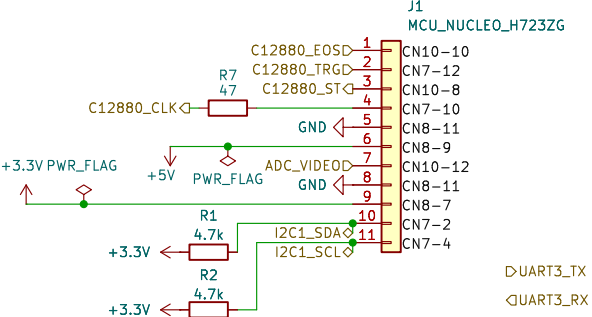 J1
MCU_NUCLEO_H723ZG
C12880_EOS 1 CN10-10
C12880_TRG 2 CN7-12
C12880_ST 3 CN10-8
R7
47
C12880_CLK 4 CN7-10
GND 5 CN8-11
+5V 6 CN8-9
PWR_FLAG
ADC_VIDEO 7 CN10-12
GND 8 CN8-11
+3.3V PWR_FLAG 9 CN8-7
R1
4.7k
+3.3V
I2C1_SDA 10 CN7-2
I2C1_SCL 11 CN7-4
R2
4.7k
+3.3V
UART3_TX
UART3_RX